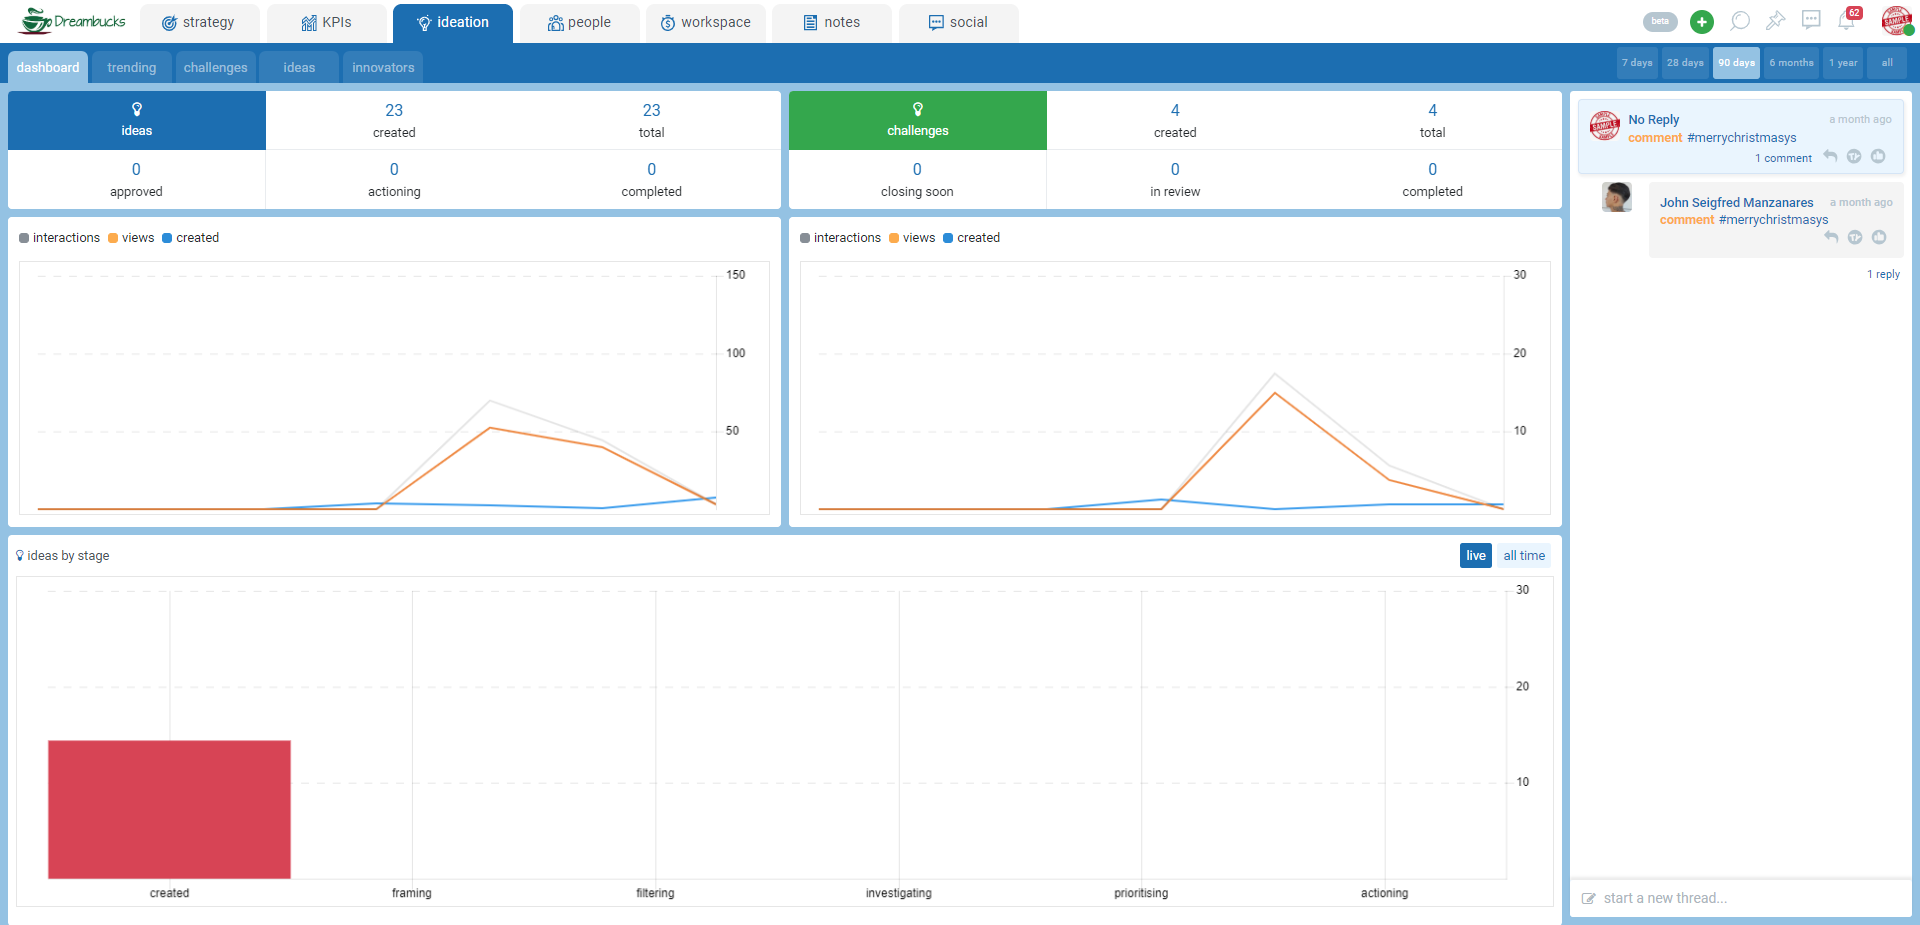 Dreambucks
strategy
KPIs
ideation
people
workspace
notes
social
beta
62
SAMPLE
dashboard
trending
challenges
ideas
innovators
7 days
28 days
90 days
6 months
1 year
all
ideas
23
created
23
total
0
approved
0
actioning
0
completed
challenges
4
created
4
total
0
closing soon
0
in review
0
completed
interactions
views
created
150
100
50
interactions
views
created
30
20
10
ideas by stage
live
all time
30
20
10
created
framing
filtering
investigating
prioritising
actioning
SAMPLE
No Reply
a month ago
comment #merrychristmasys
1 comment
John Seigfred Manzanares
a month ago
comment #merrychristmasys
1 reply
start a new thread...